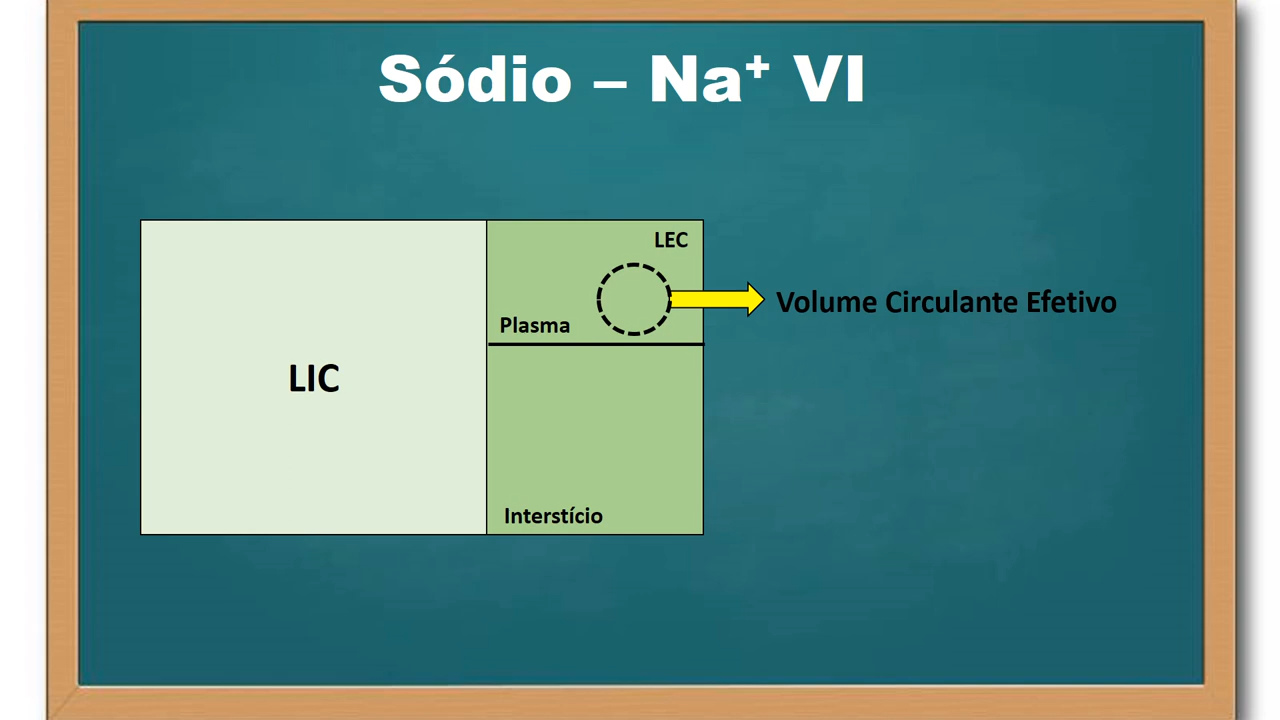 Sódio – Na⁺ VI
LEC
Volume Circulante Efetivo
Plasma
LIC
Interstício